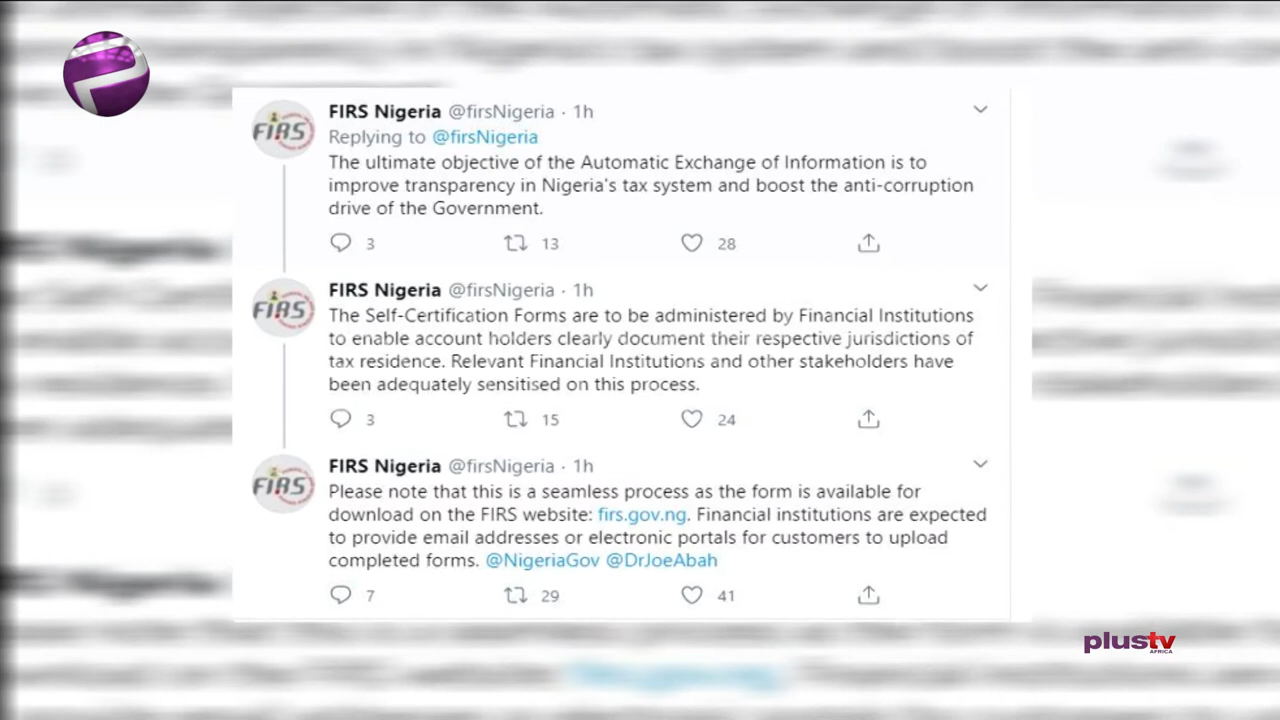 FIRS Nigeria @firsNigeria · 1h
Replying to @firsNigeria
The ultimate objective of the Automatic Exchange of Information is to
improve transparency in Nigeria's tax system and boost the anti-corruption
drive of the Government.
3 13 28
FIRS
FIRS Nigeria @firsNigeria · 1h
The Self-Certification Forms are to be administered by Financial Institutions
to enable account holders clearly document their respective jurisdictions of
tax residence. Relevant Financial Institutions and other stakeholders have
been adequately sensitised on this process.
3 15 24
FIRS
FIRS Nigeria @firsNigeria · 1h
Please note that this is a seamless process as the form is available for
download on the FIRS website: firs.gov.ng. Financial institutions are expected
to provide email addresses or electronic portals for customers to upload
completed forms. @NigeriaGov @DrJoeAbah
7 29 41
FIRS
plustv
AFRICA